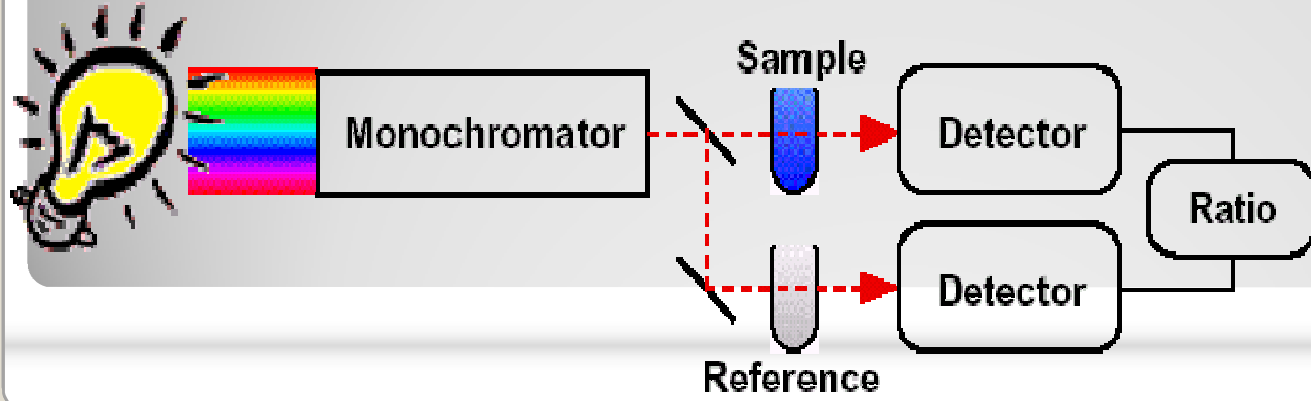 Sample
Monochromator
Detector
Ratio
Detector
Reference